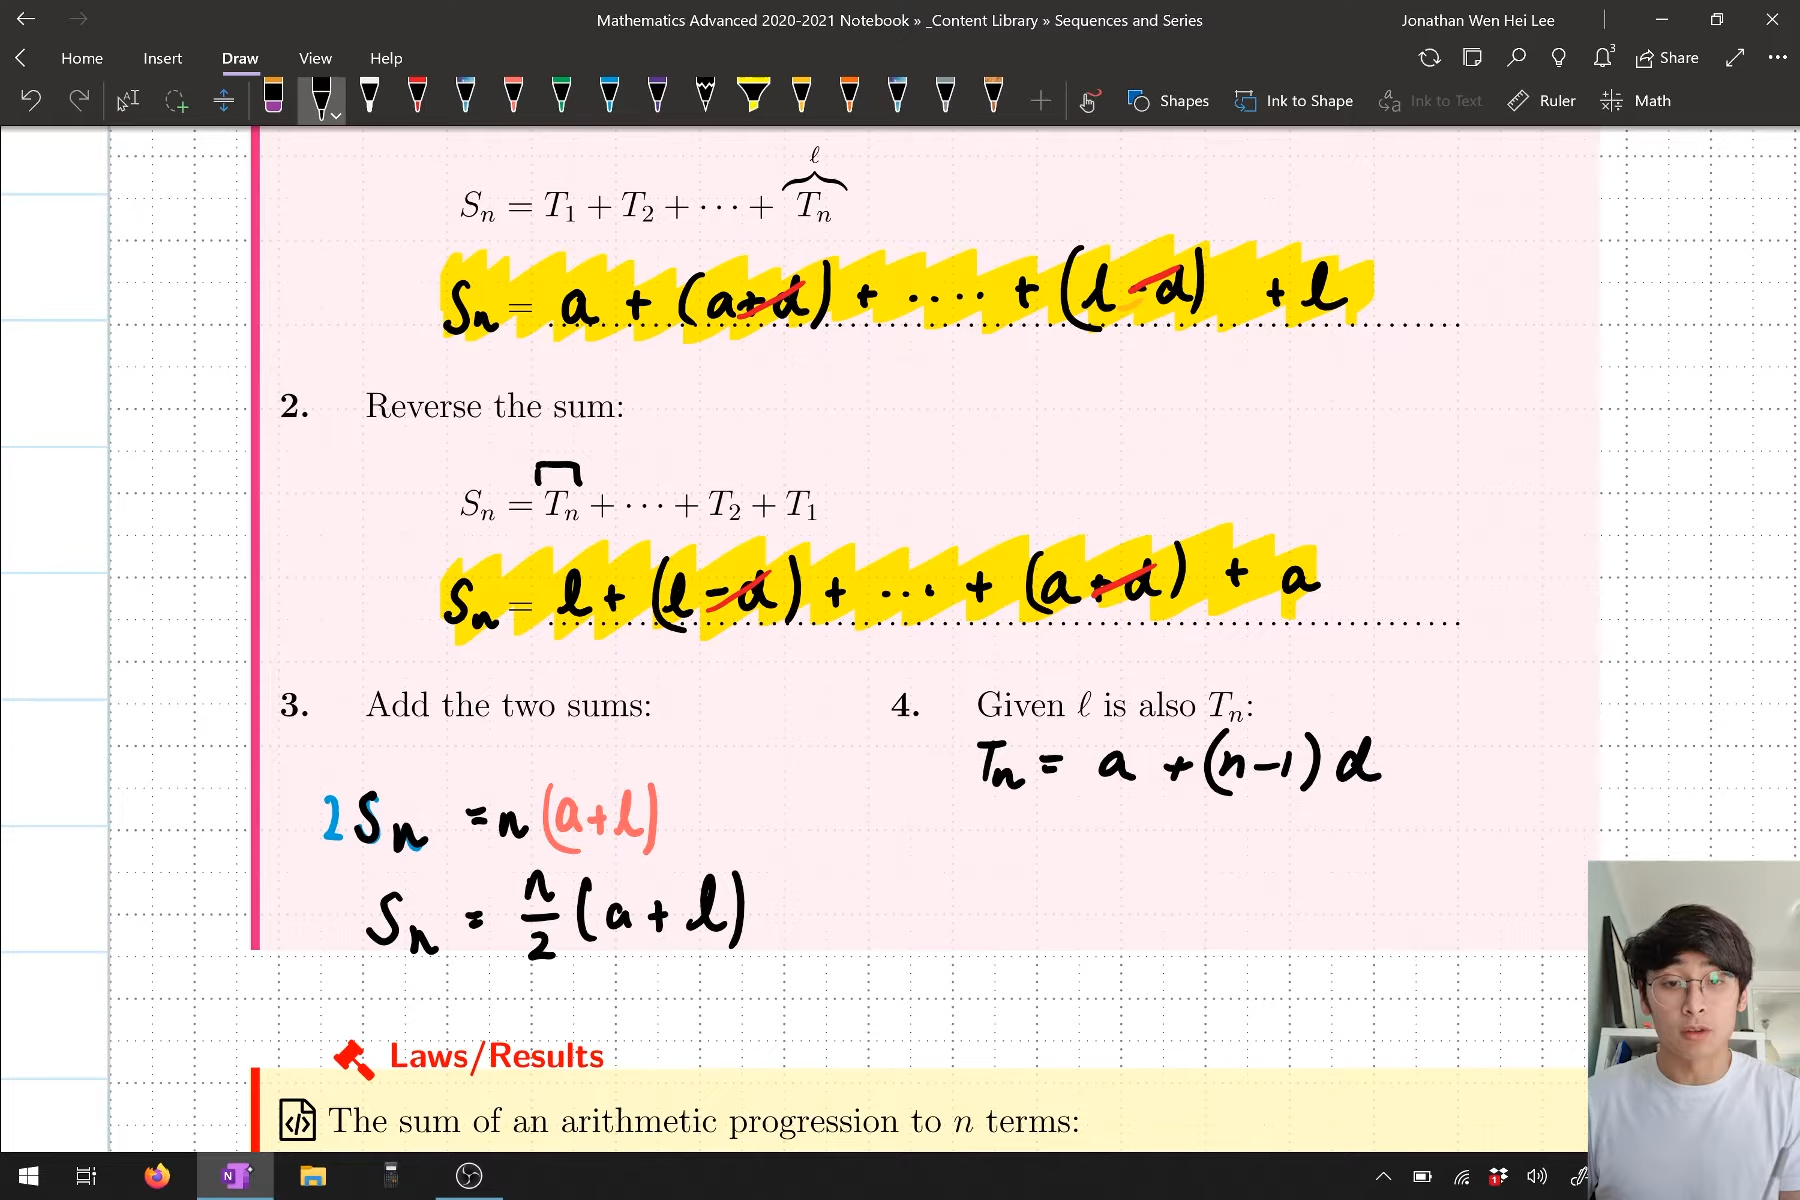 Mathematics Advanced 2020-2021 Notebook » _Content Library » Sequences and Series
Jonathan Wen Hei Lee
Home Insert Draw View Help
3
Share
Shapes Ink to Shape Ink to Text Ruler Math
ℓ
Sₙ = T₁ + T₂ + ⋯ + Tₙ
Sₙ = a + (a+d) + .... + (l-d) + l
2. Reverse the sum:
Sₙ = Tₙ + ⋯ + T₂ + T₁
Sₙ = l + (l-d) + ... + (a+d) + a
3. Add the two sums:
2Sₙ = n(a+l)
Sₙ = n/2 (a + l)
4. Given ℓ is also Tₙ:
Tₙ = a + (n-1)d
Laws/Results
The sum of an arithmetic progression to n terms: